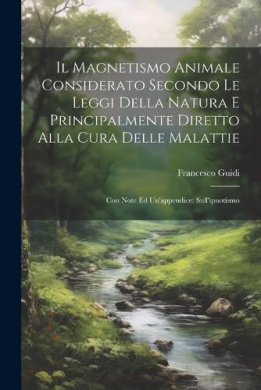 Il Magnetismo Animale
Considerato Secondo Le
Leggi Della Natura E
Principalmente Diretto
Alla Cura Delle Malattie
Francesco Guidi
Con Note Ed Un'appendice: Sull'ipnotismo